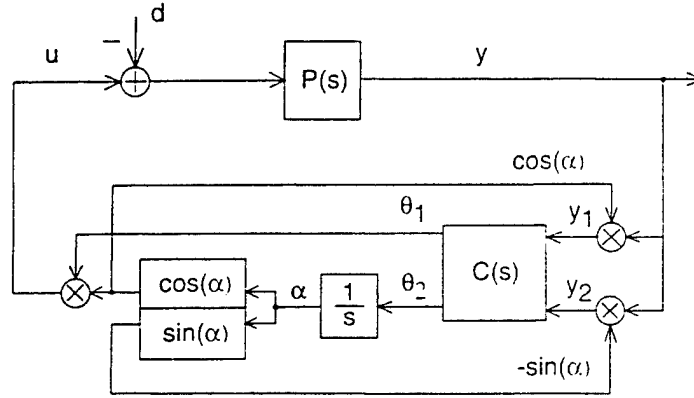 d
u
−
+
P(s)
y
cos(α)
θ1
y1
C(s)
×
×
cos(α)
α
1
s
θ2
y2
×
sin(α)
-sin(α)